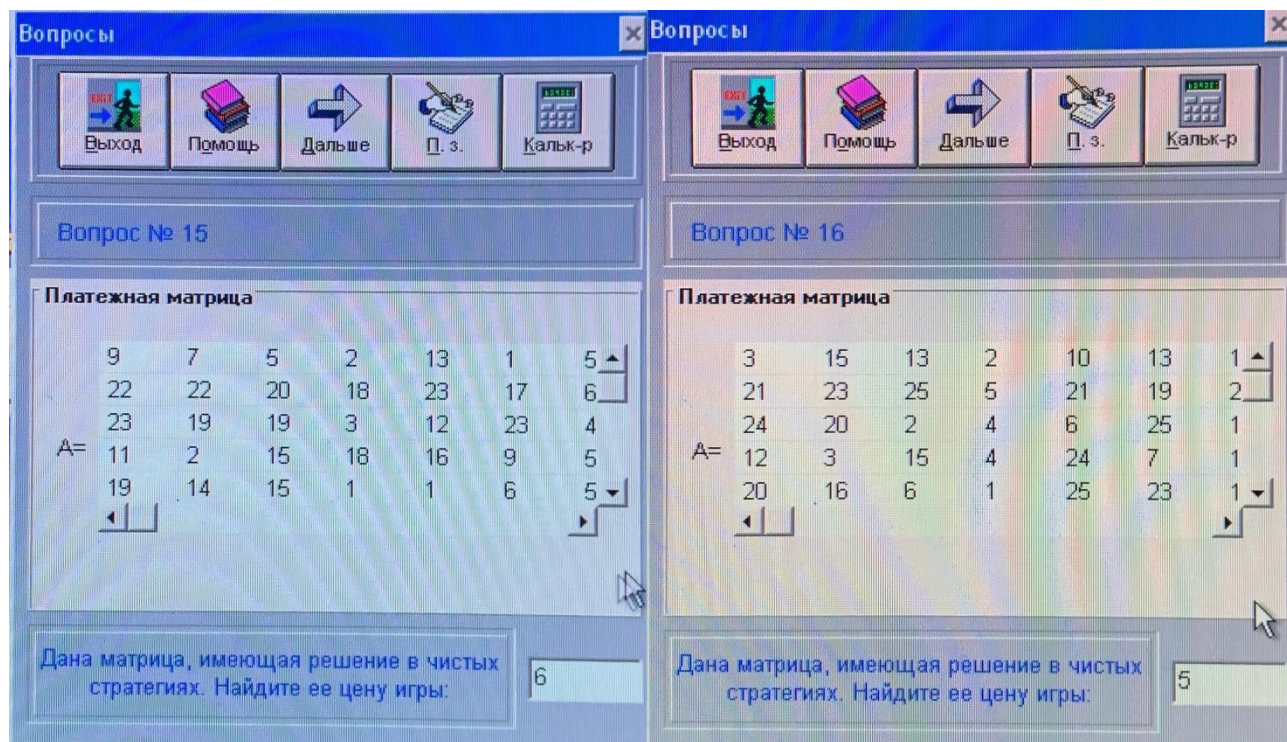 Вопросы
EXIT
Выход
Помощь
Дальше
П. з.
Кальк-р
Вопрос № 15
Платежная матрица
A=
9 7 5 2 13 1 5
22 22 20 18 23 17 6
23 19 19 3 12 23 4
11 2 15 18 16 9 5
19 14 15 1 1 6 5
Дана матрица, имеющая решение в чистых
стратегиях. Найдите ее цену игры:
6
Вопросы
EXIT
Выход
Помощь
Дальше
П. з.
Кальк-р
Вопрос № 16
Платежная матрица
A=
3 15 13 2 10 13 1
21 23 25 5 21 19 2
24 20 2 4 6 25 1
12 3 15 4 24 7 1
20 16 6 1 25 23 1
Дана матрица, имеющая решение в чистых
стратегиях. Найдите ее цену игры:
5